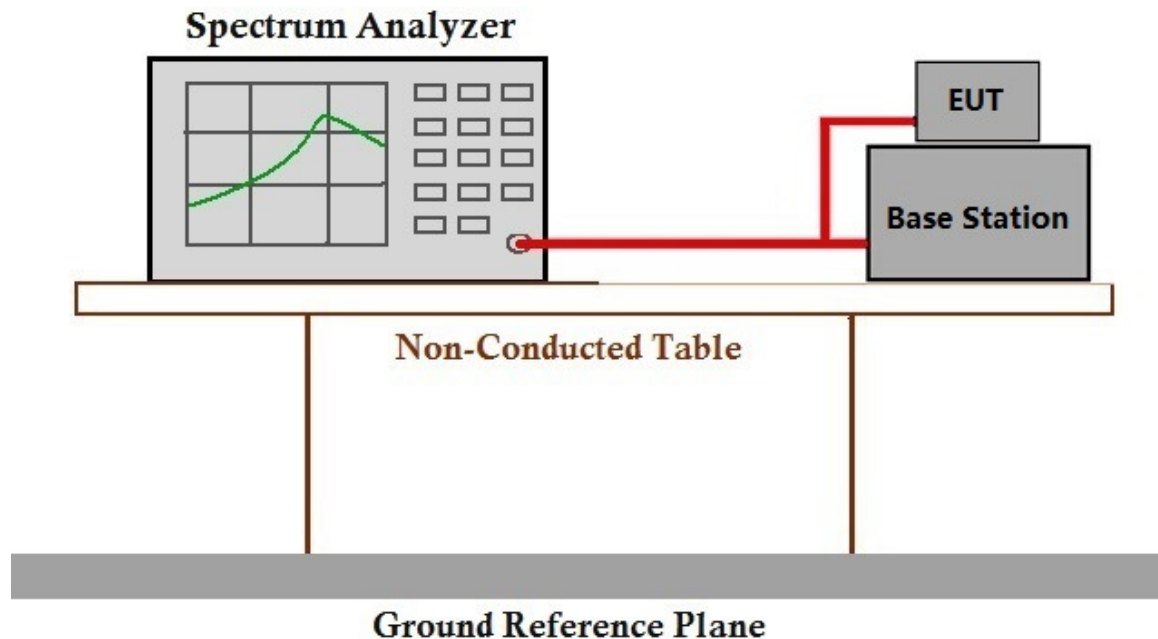 Spectrum Analyzer
EUT
Base Station
Non-Conducted Table
Ground Reference Plane